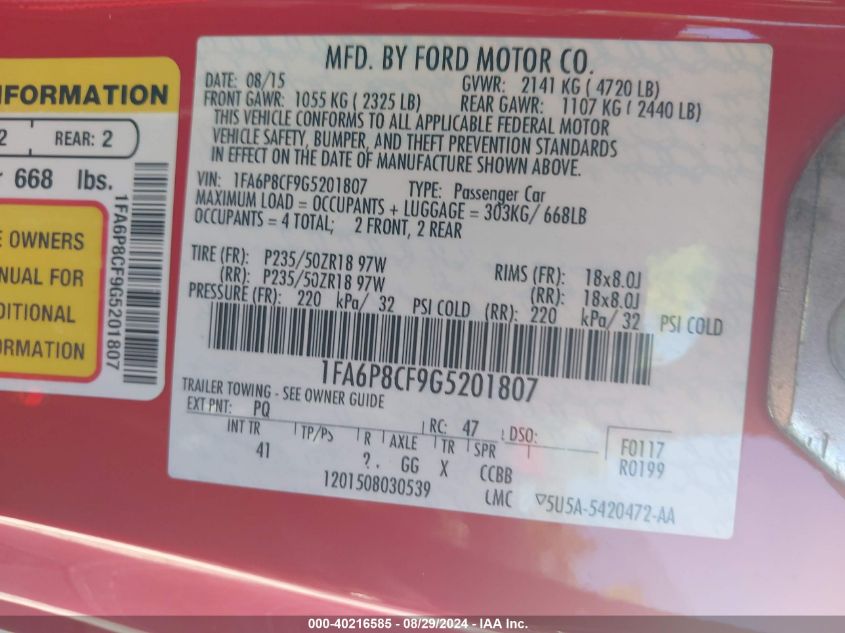 NFORMATION
2 REAR: 2
668 lbs.
E OWNERS
NUAL FOR
DITIONAL
ORMATION
1FA6P8CF9G5201807
MFD. BY FORD MOTOR CO.
DATE: 08/15 GVWR: 2141 KG ( 4720 LB)
FRONT GAWR: 1055 KG ( 2325 LB) REAR GAWR: 1107 KG ( 2440 LB)
THIS VEHICLE CONFORMS TO ALL APPLICABLE FEDERAL MOTOR
VEHICLE SAFETY, BUMPER, AND THEFT PREVENTION STANDARDS
IN EFFECT ON THE DATE OF MANUFACTURE SHOWN ABOVE.
VIN: 1FA6P8CF9G5201807 TYPE: Passenger Car
MAXIMUM LOAD = OCCUPANTS + LUGGAGE = 303KG/ 668LB
OCCUPANTS = 4 TOTAL; 2 FRONT, 2 REAR
TIRE (FR): P235/50ZR18 97W RIMS (FR): 18x8.0J
(RR): P235/50ZR18 97W (RR): 18x8.0J
PRESSURE (FR): 220 kPa/ 32 PSI COLD (RR): 220 kPa/ 32 PSI COLD
1FA6P8CF9G5201807
TRAILER TOWING - SEE OWNER GUIDE
EXT PNT: PQ RC: 47 DSO: F0117
INT TR TP/PS R AXLE TR SPR R0199
41 ?. GG X CCBB
1201508030539 LMC ▽5U5A-5420472-AA
000-40216585 - 08/29/2024 - IAA Inc.